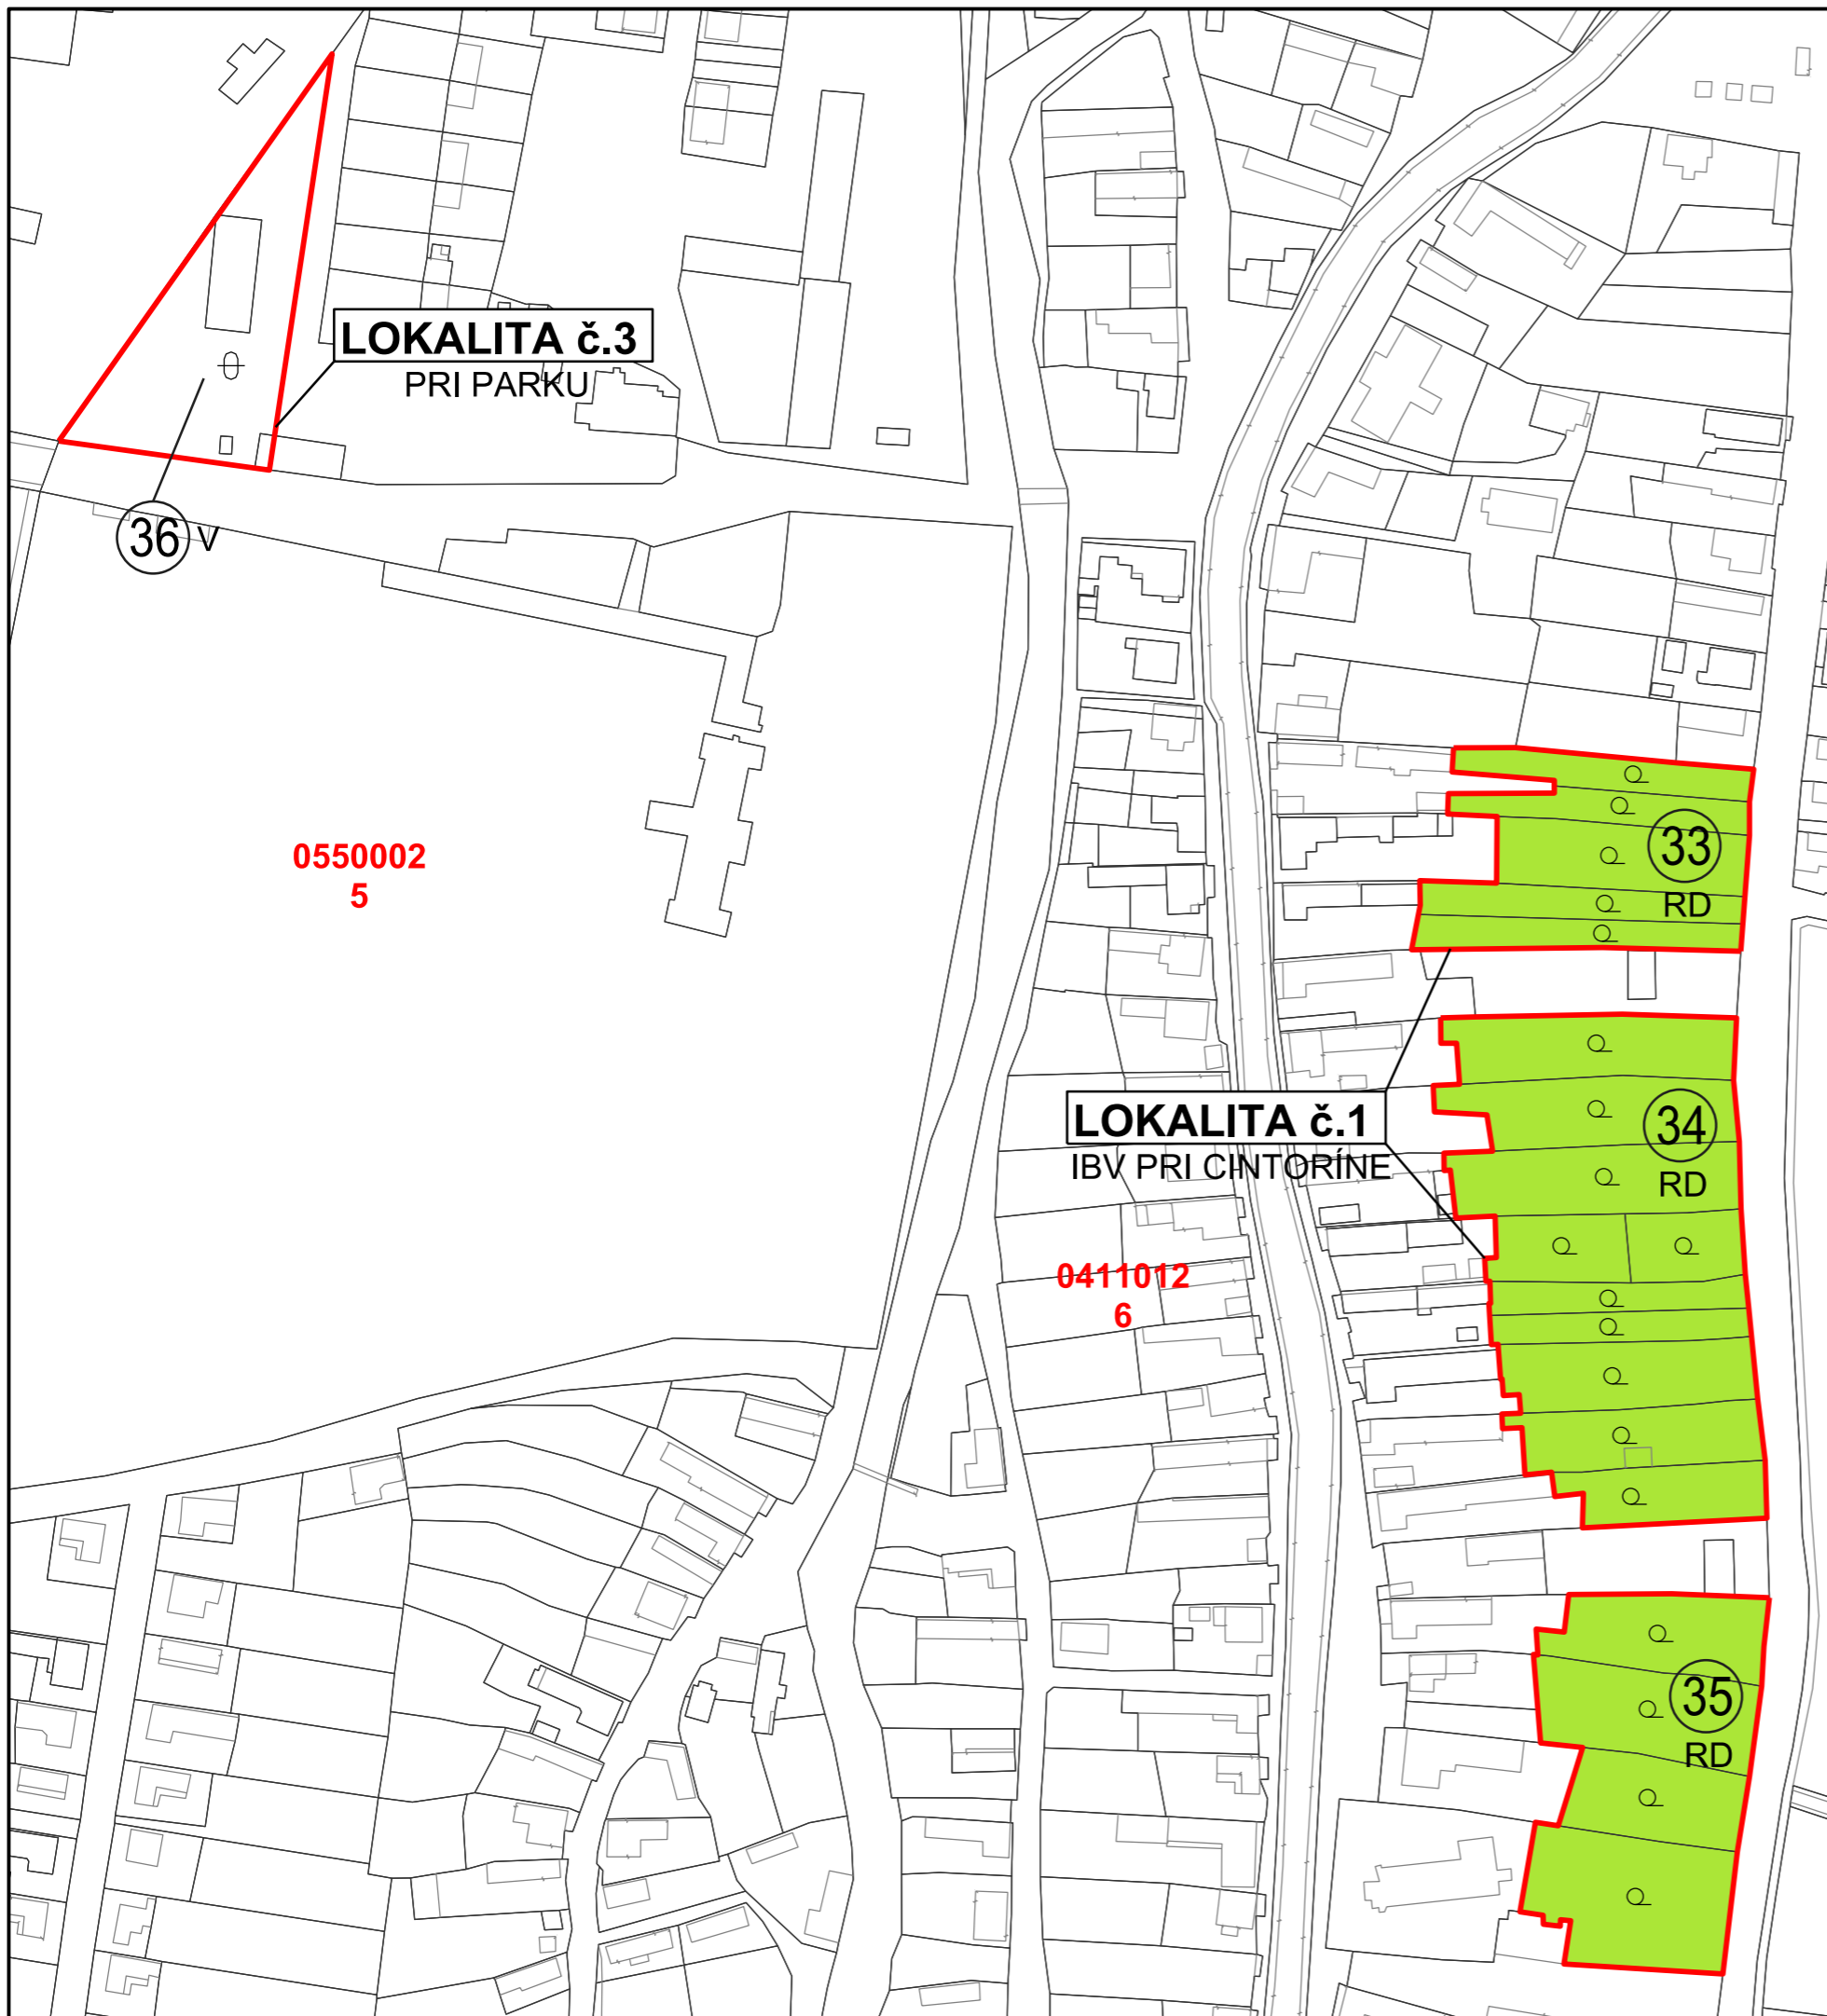 LOKALITA č.3
PRI PARKU
36 V
0550002
5
33
RD
LOKALITA č.1
IBV PRI CINTORÍNE
34
RD
0411012
6
35
RD